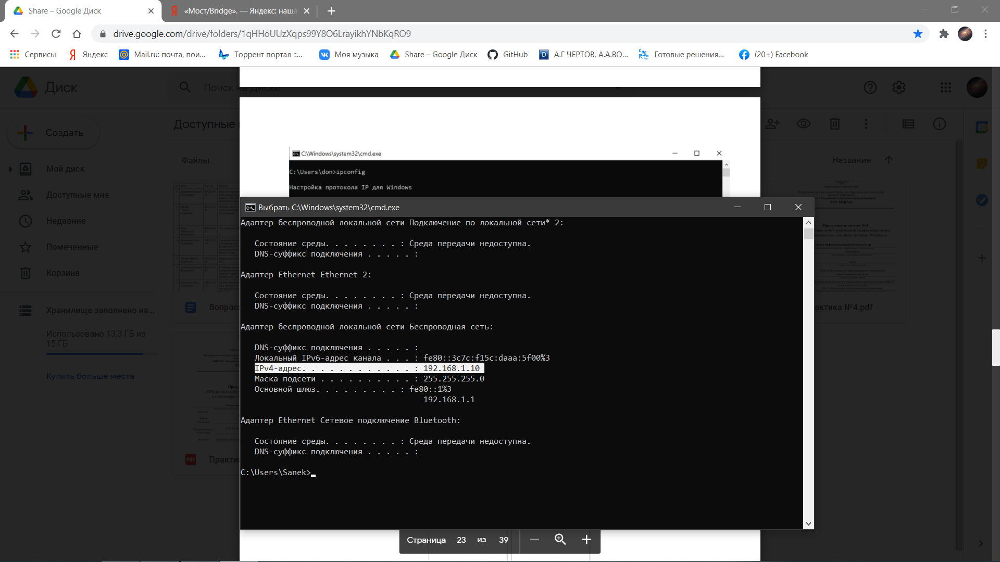 Share – Google Диск
«Мост/Bridge». — Яндекс: нашл
drive.google.com/drive/folders/1qHHoUUzXqps99Y8O6LrayikhYNbKqRO9
Сервисы
Яндекс
Mail.ru: почта, пои...
Торрент портал ::...
Моя музыка
Share – Google Диск
GitHub
А.Г ЧЕРТОВ, А.А.ВО...
Готовые решения...
(20+) Facebook
Диск
Поиск на Диске
Создать
Доступные
Файлы
Название
Мой диск
Доступные мне
Недавние
Помеченные
Корзина
Хранилище заполнено на...
Использовано 13,3 ГБ из
15 ГБ
Купить больше места
Вопрос
Практи
актика №4.pdf
РТУ МИРЭА
Практическое занятие № 4
C:\Windows\system32\cmd.exe
C:\Users\don>ipconfig
Настройка протокола IP для Windows
Выбрать C:\Windows\system32\cmd.exe
Адаптер беспроводной локальной сети Подключение по локальной сети* 2:
Состояние среды. . . . . . . . : Среда передачи недоступна.
DNS-суффикс подключения . . . . . :
Адаптер Ethernet Ethernet 2:
Состояние среды. . . . . . . . : Среда передачи недоступна.
DNS-суффикс подключения . . . . . :
Адаптер беспроводной локальной сети Беспроводная сеть:
DNS-суффикс подключения . . . . . :
Локальный IPv6-адрес канала . . . : fe80::3c7c:f15c:daaa:5f00%3
IPv4-адрес. . . . . . . . . . . . : 192.168.1.10
Маска подсети . . . . . . . . . . : 255.255.255.0
Основной шлюз. . . . . . . . . : fe80::1%3
192.168.1.1
Адаптер Ethernet Сетевое подключение Bluetooth:
Состояние среды. . . . . . . . : Среда передачи недоступна.
DNS-суффикс подключения . . . . . :
C:\Users\Sanek>
Страница 23 из 39